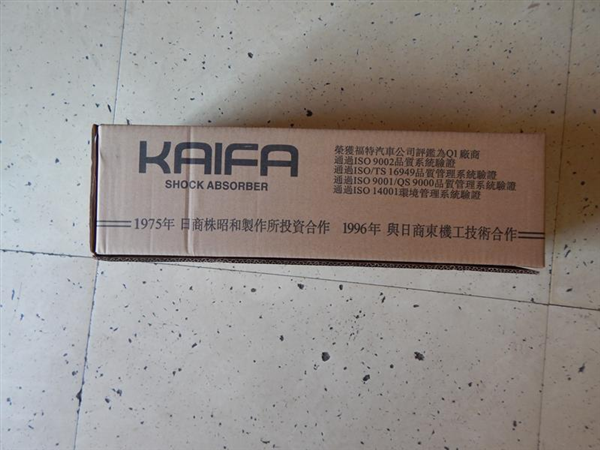 KAIFA
SHOCK ABSORBER
榮獲福特汽車公司評鑑為Q1廠商
通過ISO 9002品質系統驗證
通過ISO/TS 16949品質管理系統驗證
通過ISO 9001/QS 9000品質管理系統驗證
通過ISO 14001環境管理系統驗證
1975年 日商株昭和製作所投資合作 1996年 與日商東機工技術合作